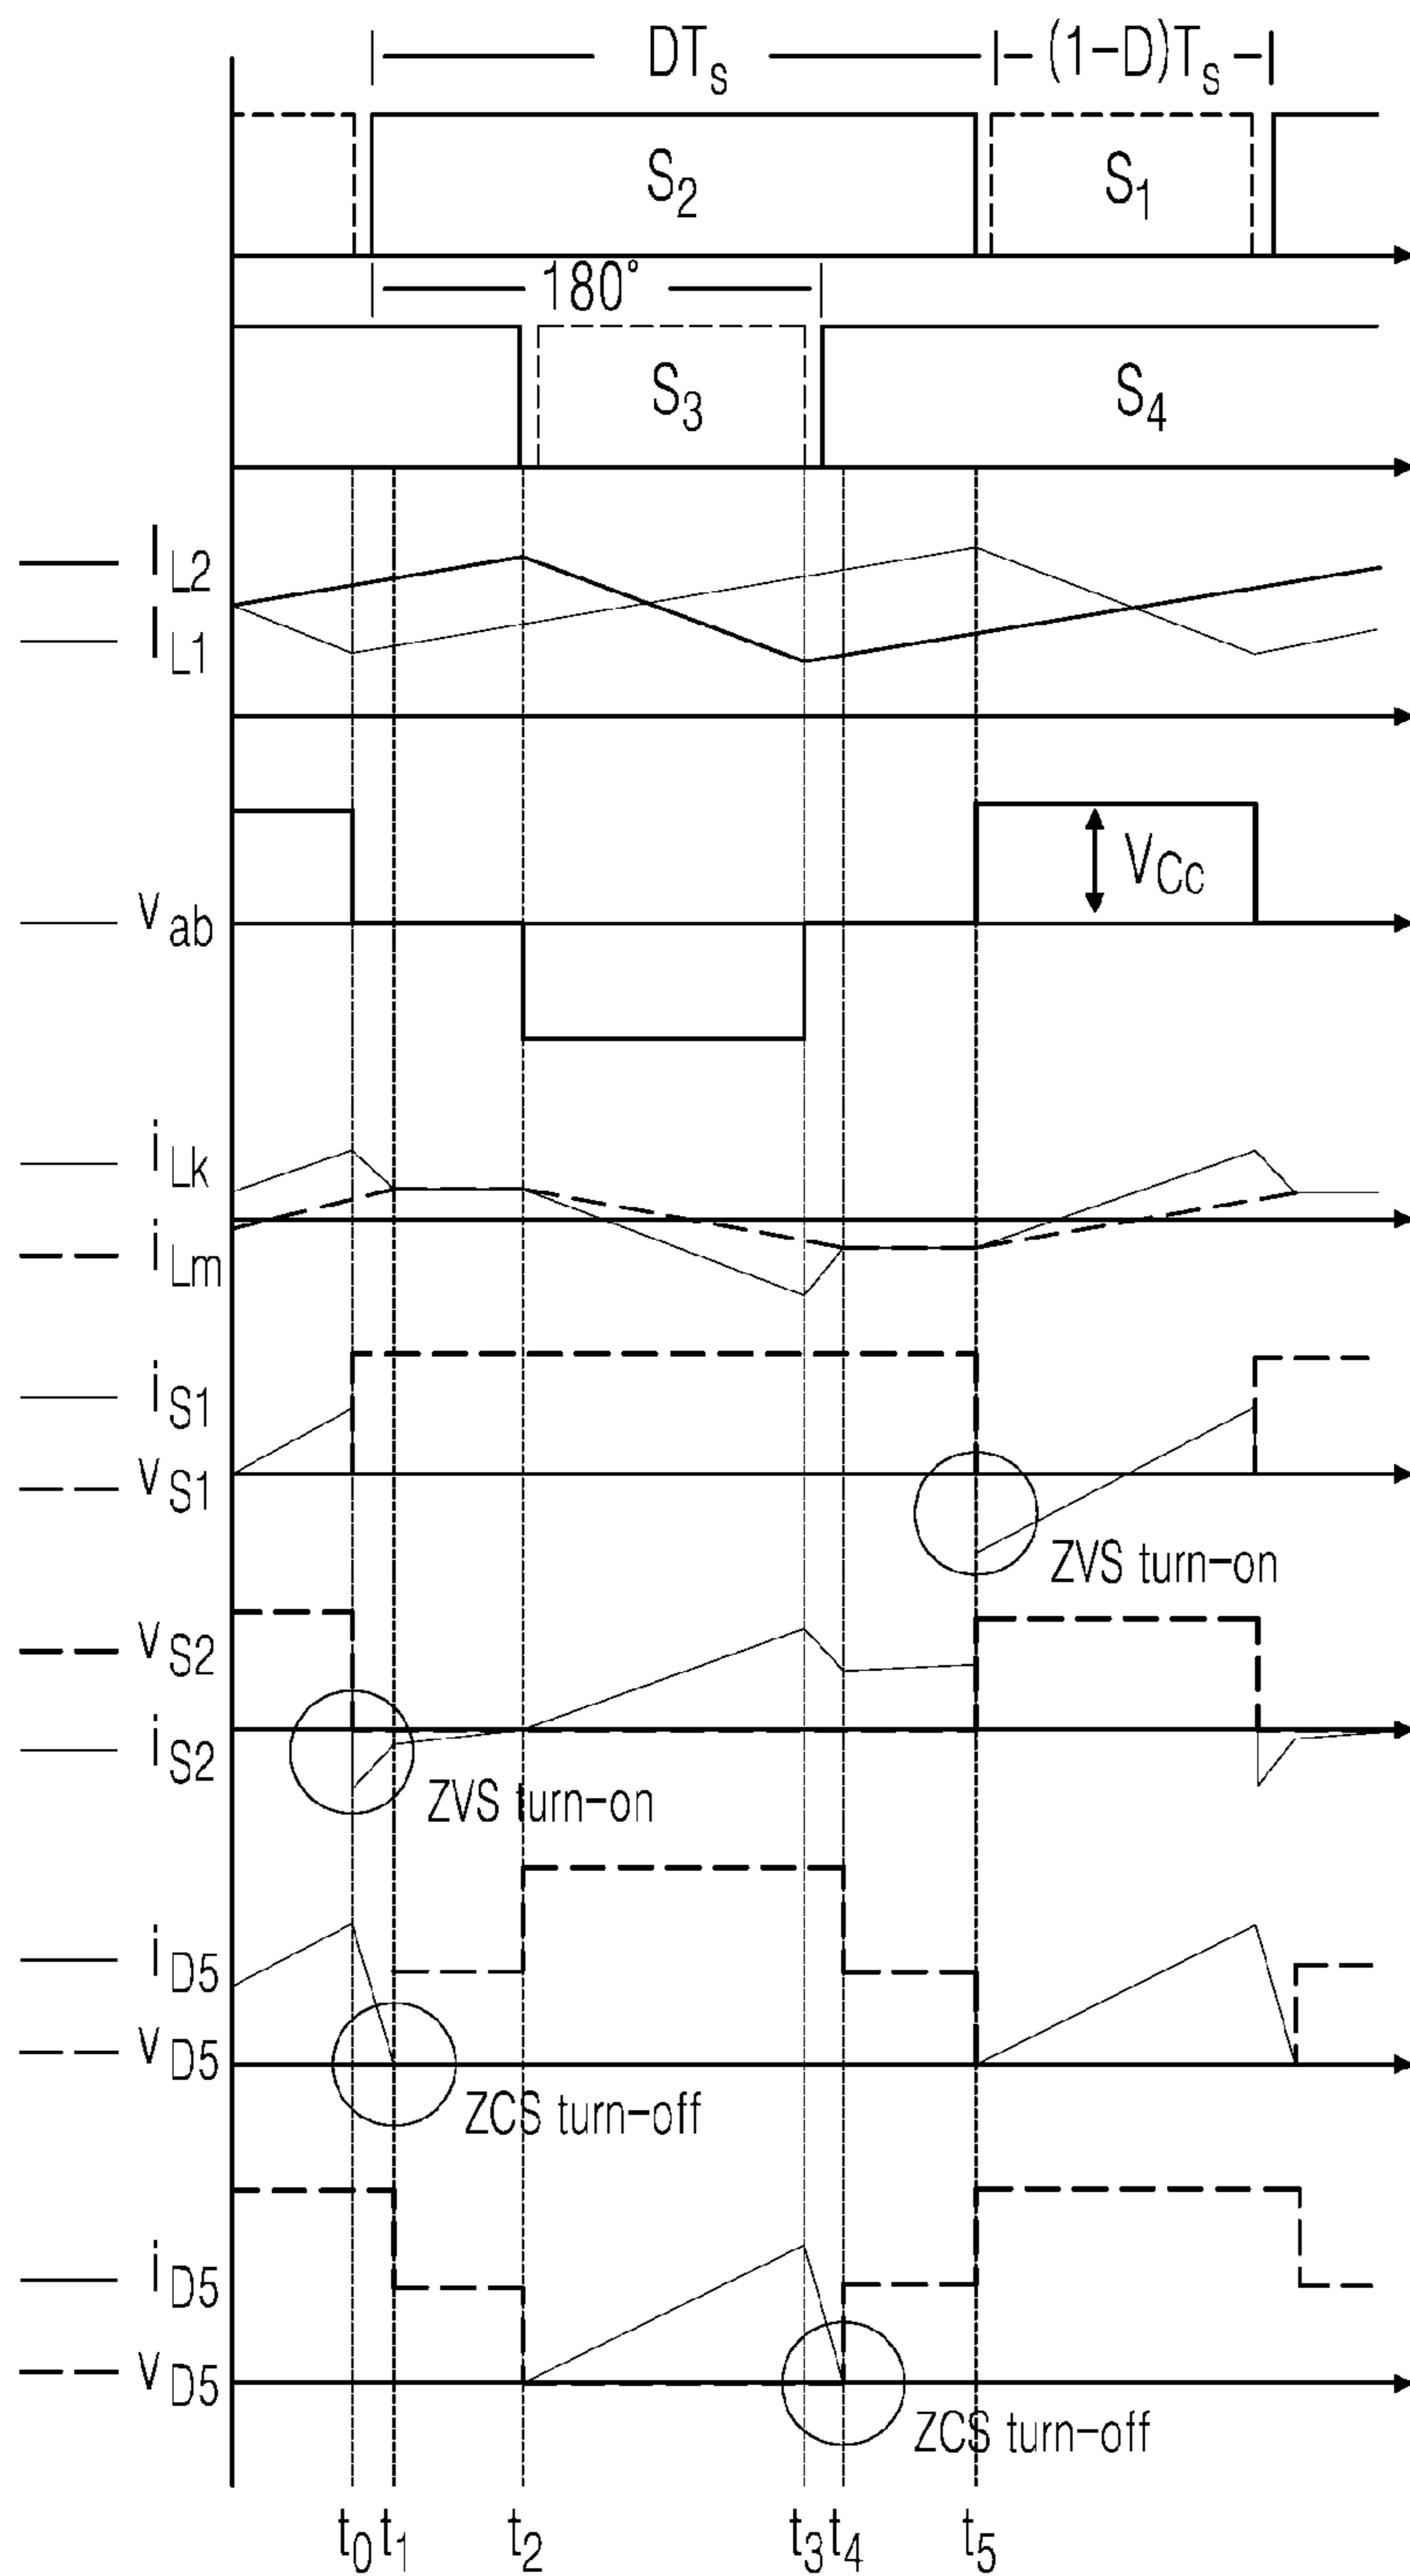 DTs (1-D)Ts
S2 S1
180°
S3 S4
IL2
IL1
VCc
vab
iLk
iLm
iS1
vS1
ZVS turn-on
vS2
iS2
ZVS turn-on
iD5
vD5
ZCS turn-off
iD5
vD5
ZCS turn-off
t0 t1 t2 t3 t4 t5